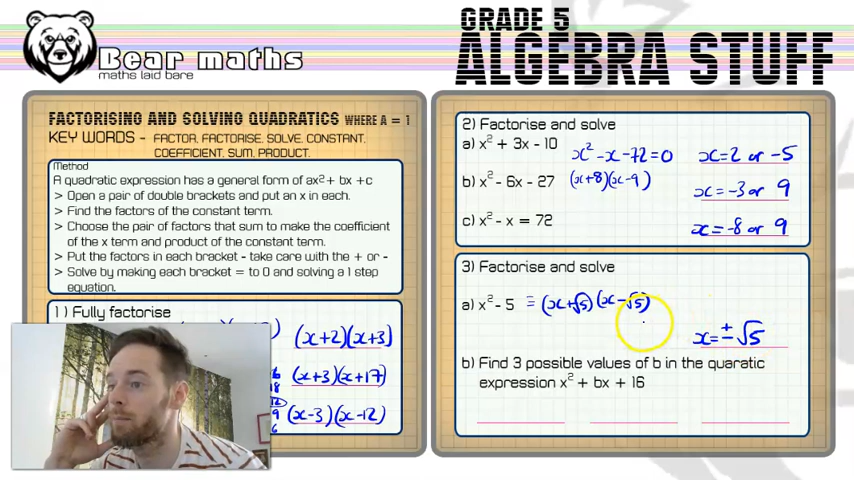 Bear maths
maths laid bare
GRADE 5
ALGEBRA STUFF
FACTORISING AND SOLVING QUADRATICS WHERE A = 1
KEY WORDS - FACTOR, FACTORISE, SOLVE, CONSTANT,
COEFFICIENT, SUM, PRODUCT.
Method
A quadratic expression has a general form of ax² + bx +c
> Open a pair of double brackets and put an x in each.
> Find the factors of the constant term.
> Choose the pair of factors that sum to make the coefficient
of the x term and product of the constant term.
> Put the factors in each bracket - take care with the + or -
> Solve by making each bracket = to 0 and solving a 1 step
equation.
1) Fully factorise
(x+2)(x+3)
(x+3)(x+17)
(x-3)(x-12)
2) Factorise and solve
a) x² + 3x - 10
x² -x -72=0
x=2 or -5
b) x² - 6x - 27
(x+8)(x-9)
x=-3 or 9
c) x² - x = 72
x=-8 or 9
3) Factorise and solve
a) x² - 5 ≡ (x+√5)(x-√5)
x=±√5
b) Find 3 possible values of b in the quaratic
expression x² + bx + 16